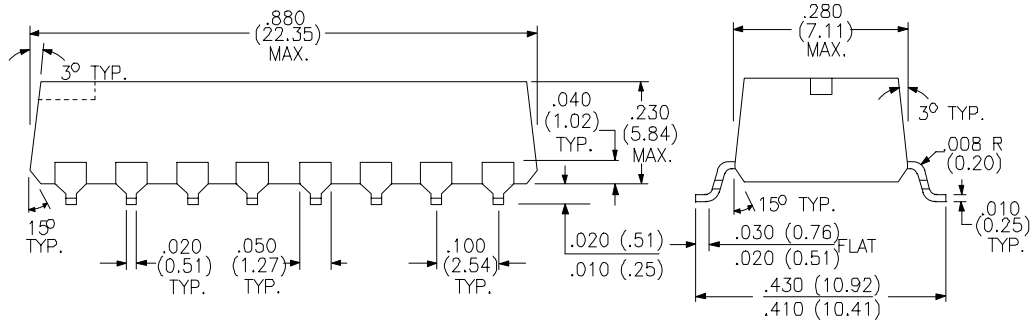 .880
(22.35)
MAX.
3° TYP.
.040
(1.02)
TYP.
.230
(5.84)
MAX.
15°
TYP.
.020
(0.51)
TYP.
.050
(1.27)
TYP.
.100
(2.54)
TYP.
.020 (.51)
.010 (.25)
.280
(7.11)
MAX.
3° TYP.
.008 R
(0.20)
15° TYP.
.010
(0.25)
TYP.
.030 (0.76)
.020 (0.51)
FLAT
.430 (10.92)
.410 (10.41)